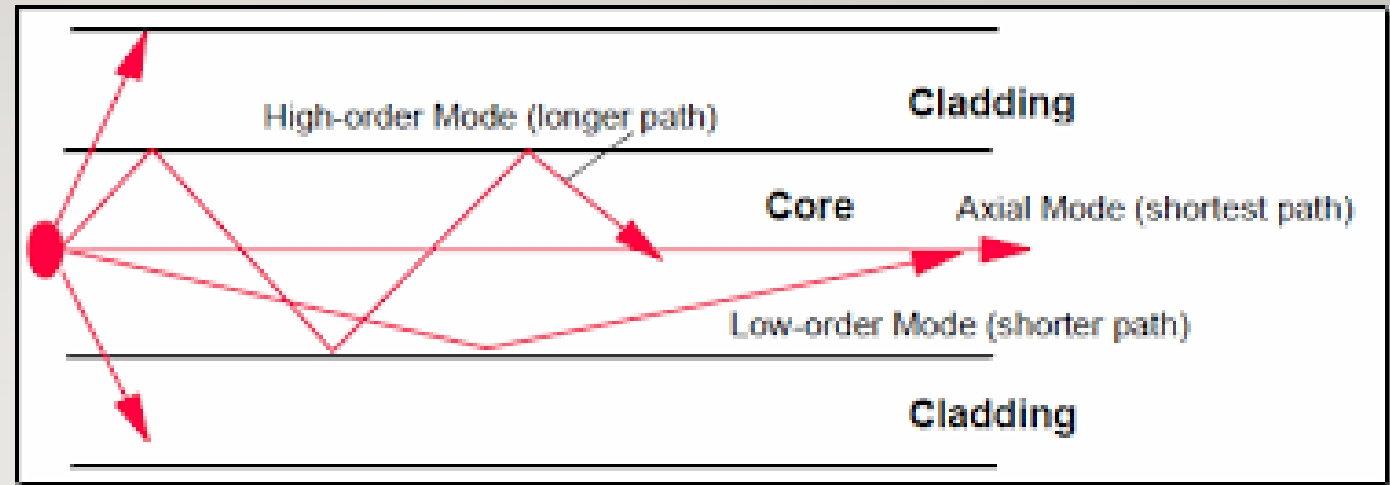 Cladding
High-order Mode (longer path)
Core
Axial Mode (shortest path)
Low-order Mode (shorter path)
Cladding